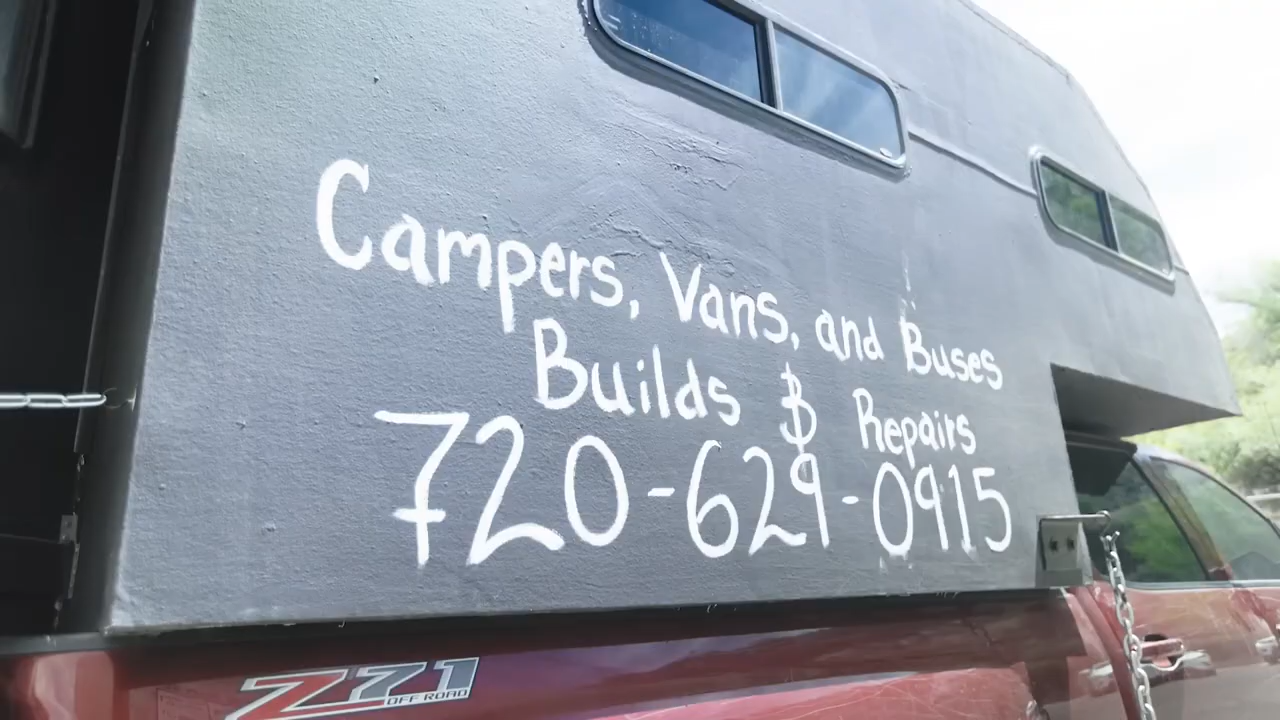 Campers, Vans, and Buses
Builds & Repairs
720-629-0915
Z71
OFF ROAD